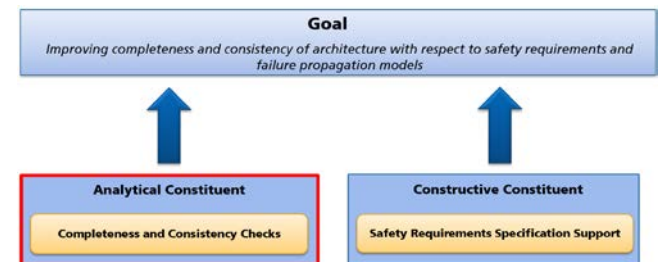 Goal
Improving completeness and consistency of architecture with respect to safety requirements and
failure propagation models
Analytical Constituent
Constructive Constituent
Completeness and Consistency Checks
Safety Requirements Specification Support